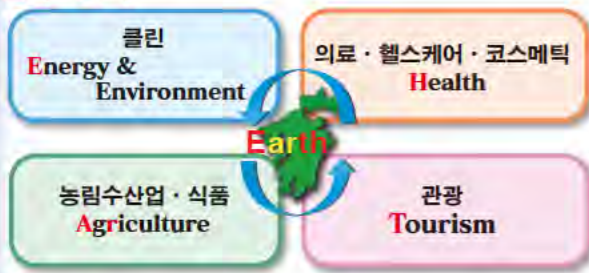 클린
Energy &
Environment
의료・헬스케어・코스메틱
Health
Earth
농림수산업・식품
Agriculture
관광
Tourism